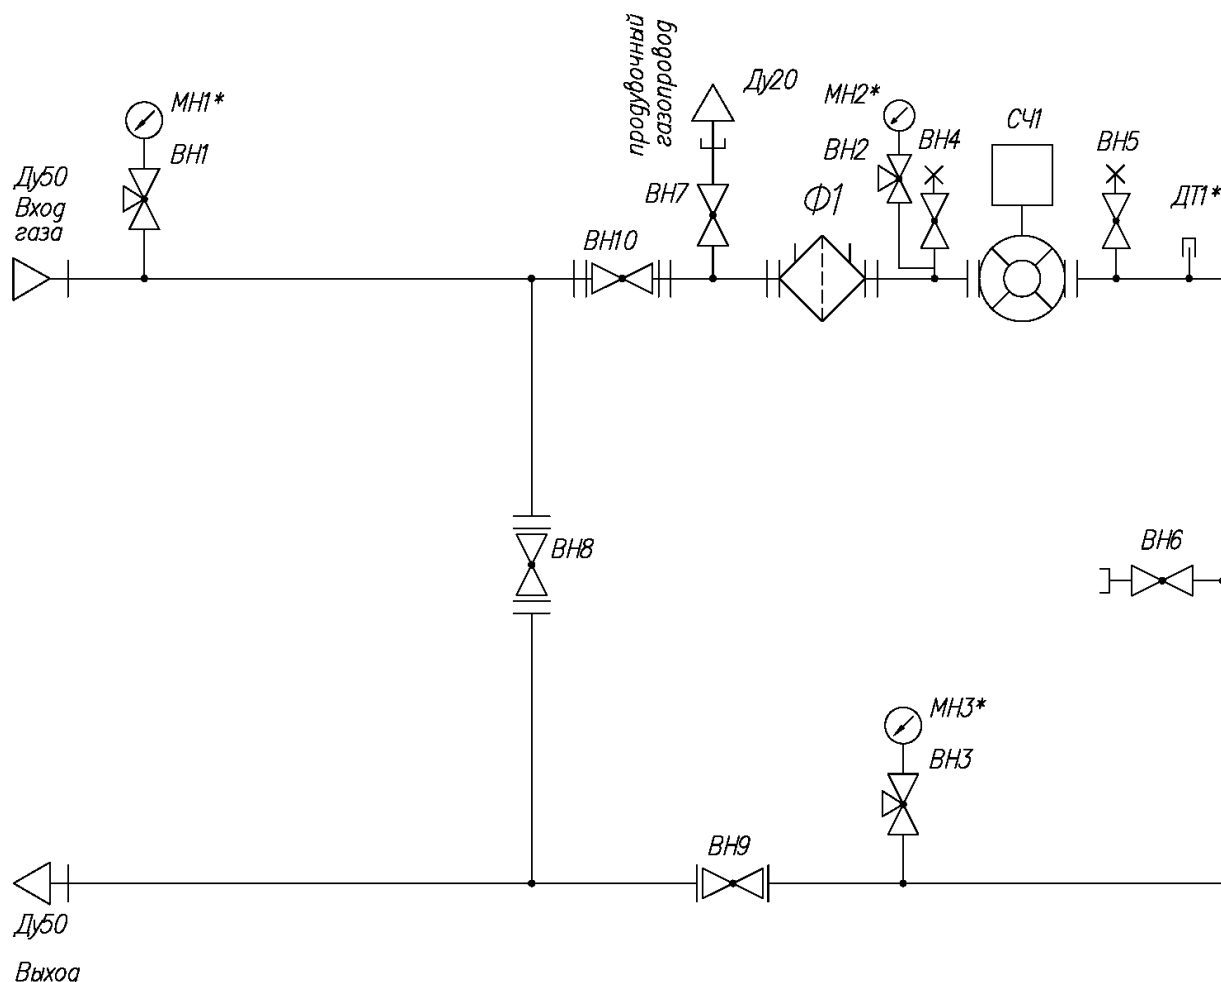 продувочный
газопровод
Ду20
МН1*
ВН1
МН2*
ВН2
ВН4
СЧ1
ВН5
Ду50
Вход
газа
ВН7
Ф1
ДТ1*
ВН10
ВН8
ВН6
МН3*
ВН3
ВН9
Ду50
Выход